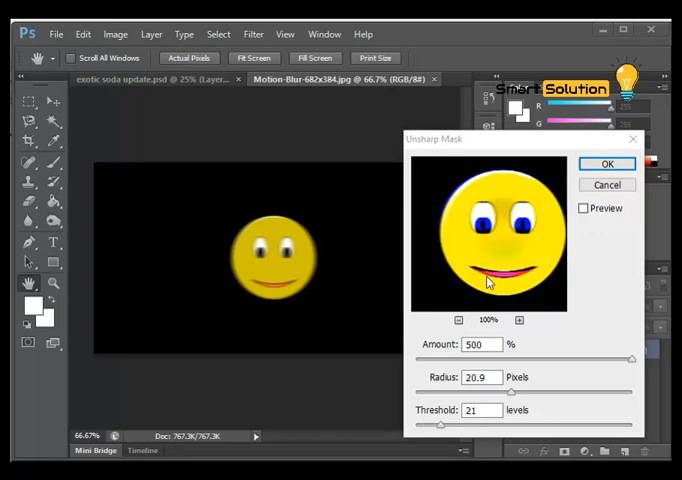 Ps File Edit Image Layer Type Select Filter View Window Help
Scroll All Windows Actual Pixels Fit Screen Fill Screen Print Size
exotic soda update.psd @ 25% (Layer... × Motion-Blur-682x384.jpg @ 66.7% (RGB/8#) ×
Smart Solution
R 255
G 255
Unsharp Mask
OK
Cancel
Preview
100%
Amount: 500 %
Radius: 20.9 Pixels
Threshold: 21 levels
66.67% Doc: 767.3K/767.3K
Mini Bridge Timeline